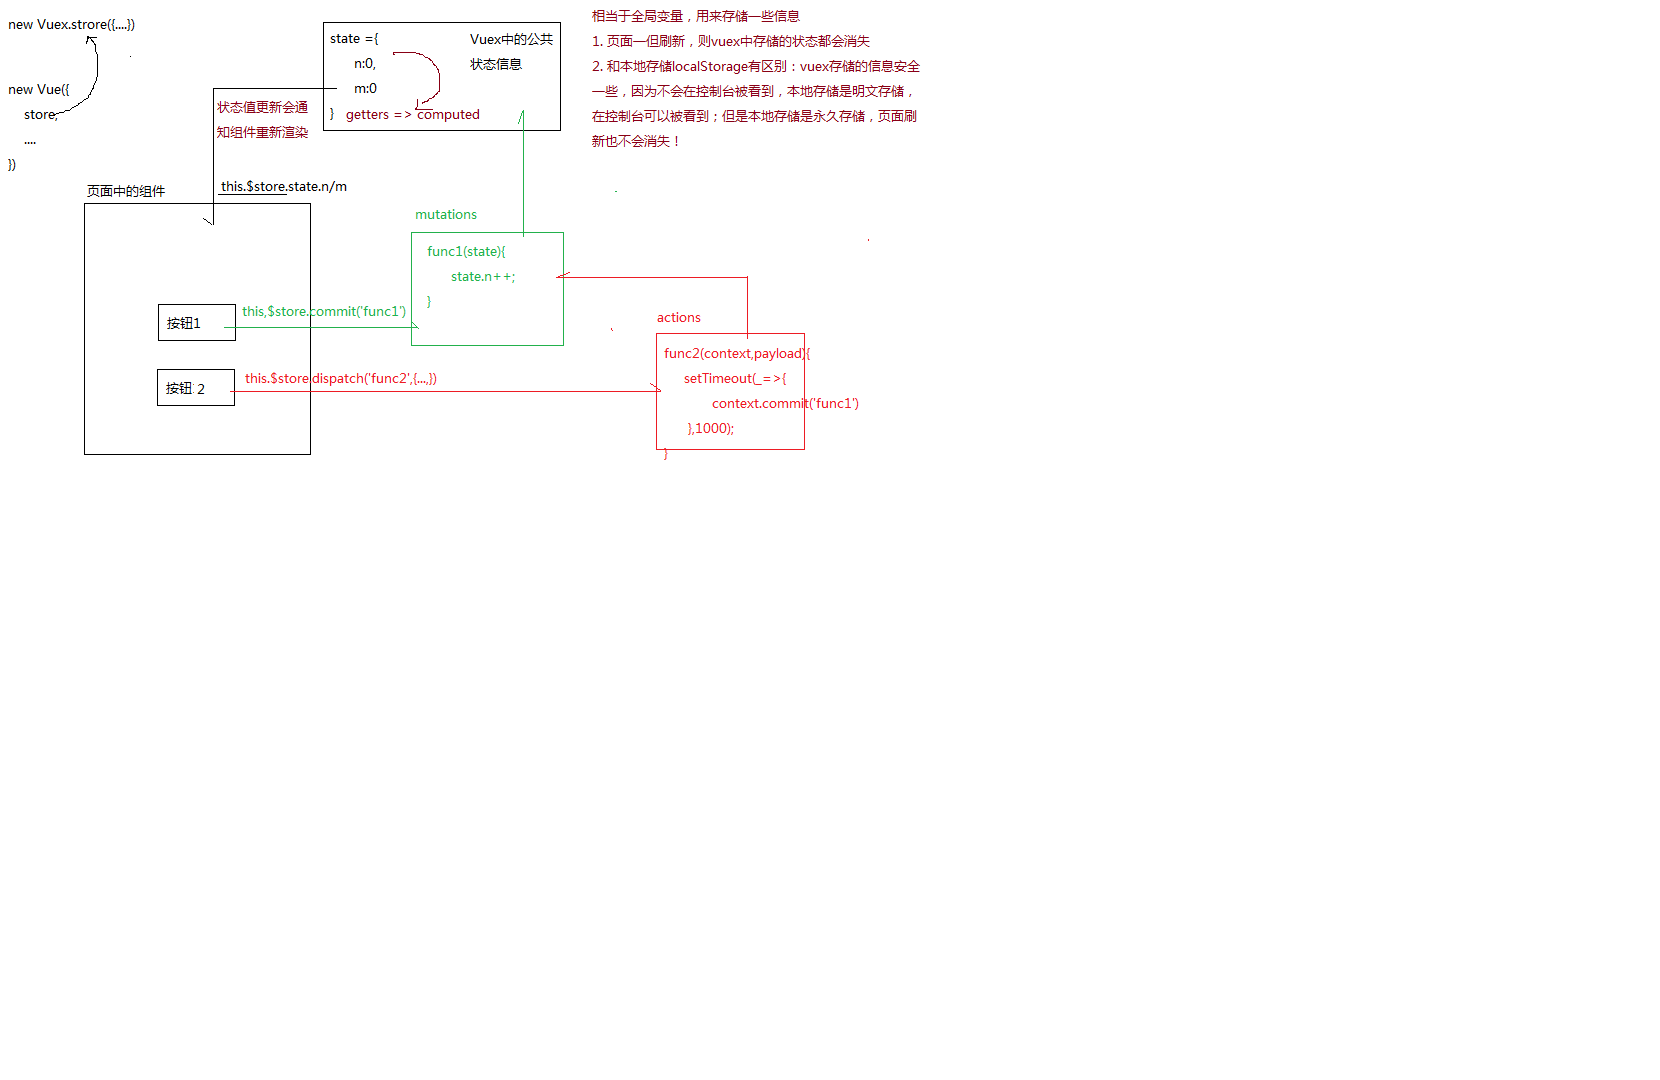 new Vuex.strore({....})
new Vue({
store,
....
})
state ={
n:0,
m:0
}
getters => computed
Vuex中的公共
状态信息
相当于全局变量，用来存储一些信息
1. 页面一但刷新，则vuex中存储的状态都会消失
2. 和本地存储localStorage有区别：vuex存储的信息安全
一些，因为不会在控制台被看到，本地存储是明文存储，
在控制台可以被看到；但是本地存储是永久存储，页面刷
新也不会消失！
状态值更新会通
知组件重新渲染
this.$store.state.n/m
页面中的组件
按钮1
this,$store.commit('func1')
按钮2
this.$store.dispatch('func2',{...,})
mutations
func1(state){
state.n++;
}
actions
func2(context,payload){
setTimeout(_=>{
context.commit('func1')
},1000);
}